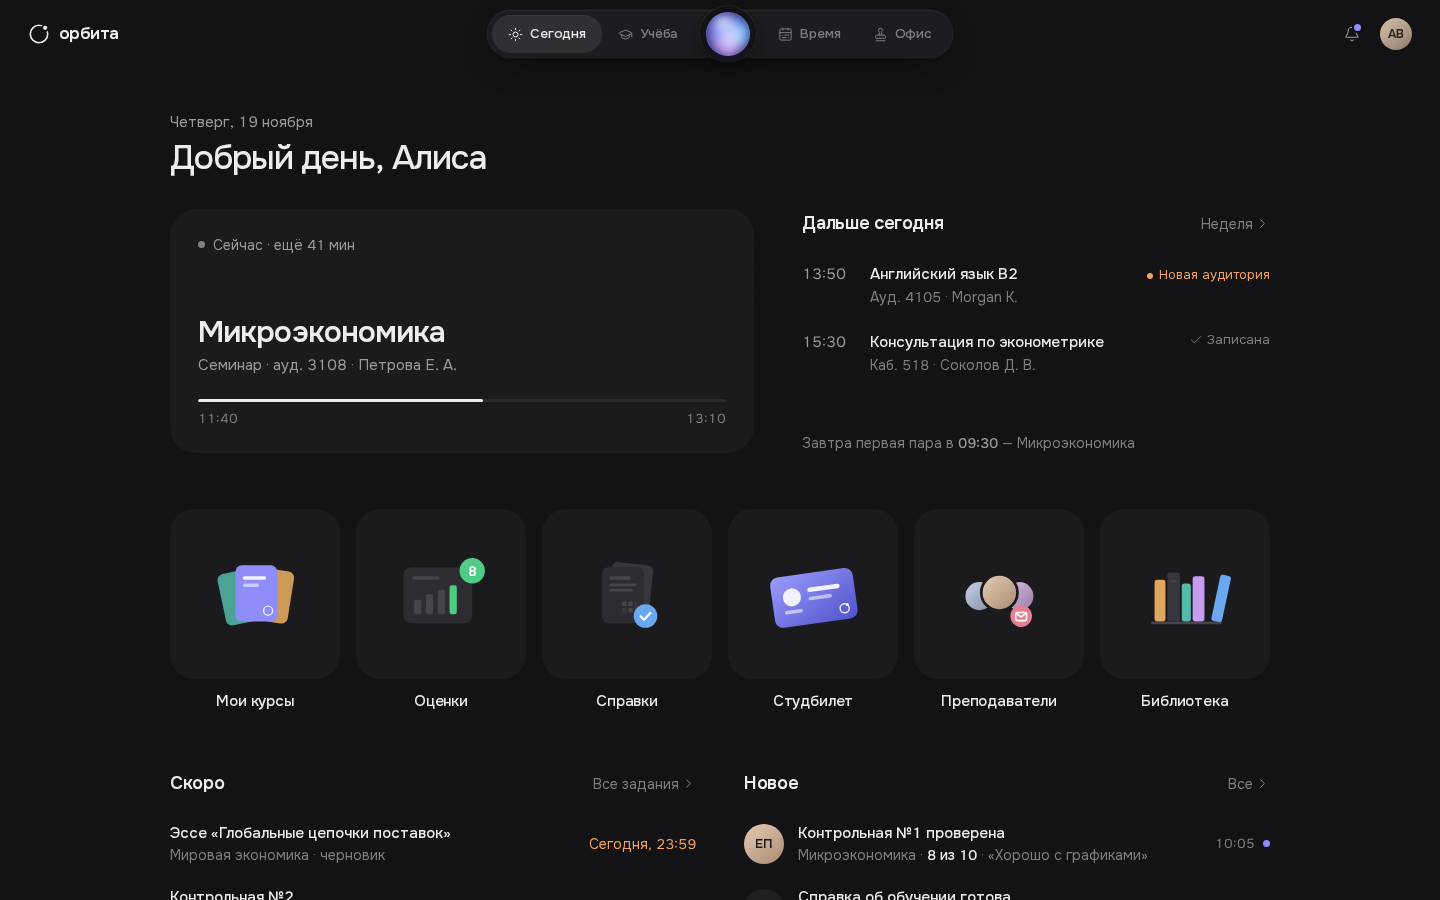 орбита
Сегодня
Учёба
Время
Офис
АВ
Четверг, 19 ноября
Добрый день, Алиса
Сейчас · ещё 41 мин
Микроэкономика
Семинар · ауд. 3108 · Петрова Е. А.
11:40
13:10
Дальше сегодня
Неделя
13:50
Английский язык B2
Новая аудитория
Ауд. 4105 · Morgan K.
15:30
Консультация по эконометрике
Записана
Каб. 518 · Соколов Д. В.
Завтра первая пара в 09:30 — Микроэкономика
8
Мои курсы
Оценки
Справки
Студбилет
Преподаватели
Библиотека
Скоро
Все задания
Эссе «Глобальные цепочки поставок»
Сегодня, 23:59
Мировая экономика · черновик
Контрольная №2
Новое
Все
ЕП
Контрольная №1 проверена
10:05
Микроэкономика · 8 из 10 · «Хорошо с графиками»
Справка об обучении готова